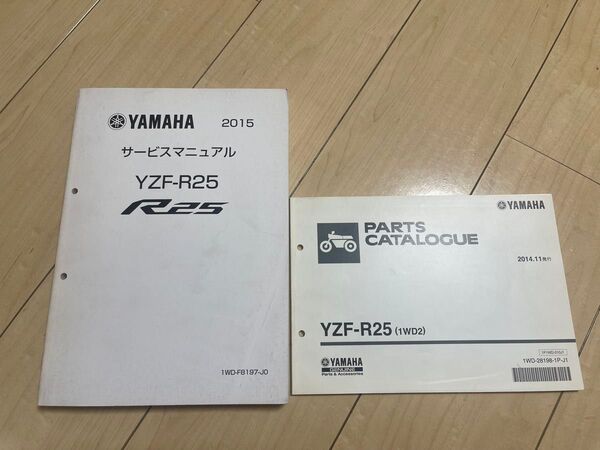 YAMAHA 2015
サービスマニュアル
YZF-R25
R25
1WD-F8197-J0
YAMAHA
PARTS
CATALOGUE
2014.11発行
YZF-R25 (1WD2)
YAMAHA
GENUINE
Parts & Accessories
1WD-28198-1P-J1